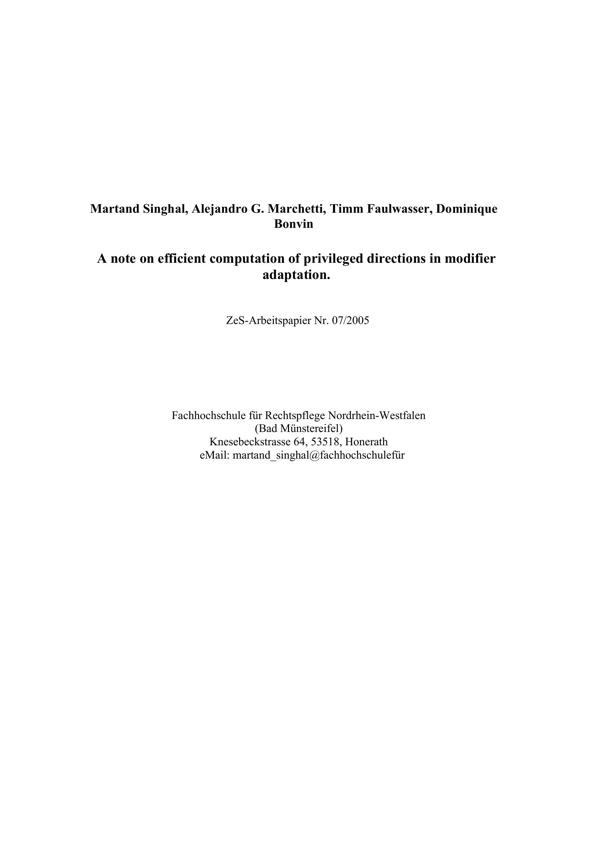 Martand Singhal, Alejandro G. Marchetti, Timm Faulwasser, Dominique
Bonvin
A note on efficient computation of privileged directions in modifier
adaptation.
ZeS-Arbeitspapier Nr. 07/2005
Fachhochschule für Rechtspflege Nordrhein-Westfalen
(Bad Münstereifel)
Knesebeckstrasse 64, 53518, Honerath
eMail: martand_singhal@fachhochschulefür